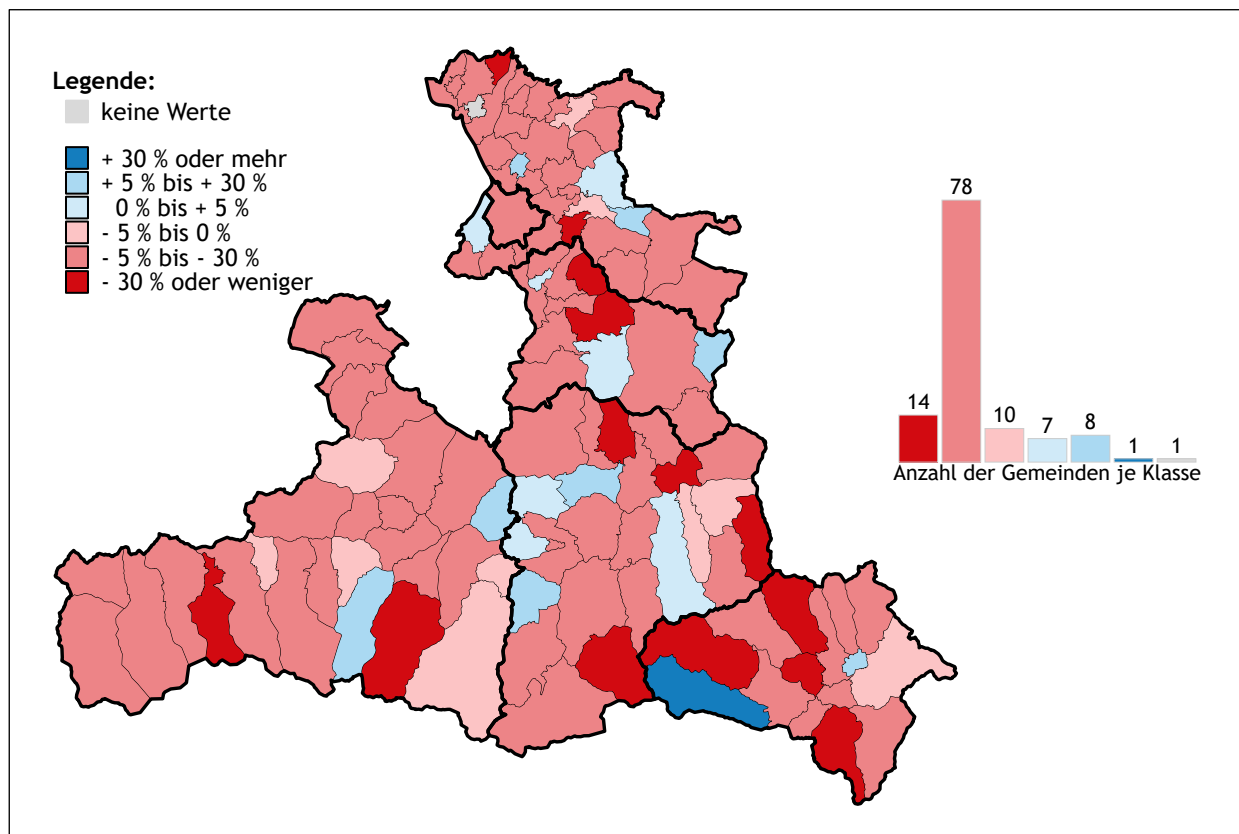 Legende:
keine Werte
+ 30 % oder mehr
+ 5 % bis + 30 %
0 % bis + 5 %
- 5 % bis 0 %
- 5 % bis - 30 %
- 30 % oder weniger
78
14
10
7
8
1
1
Anzahl der Gemeinden je Klasse